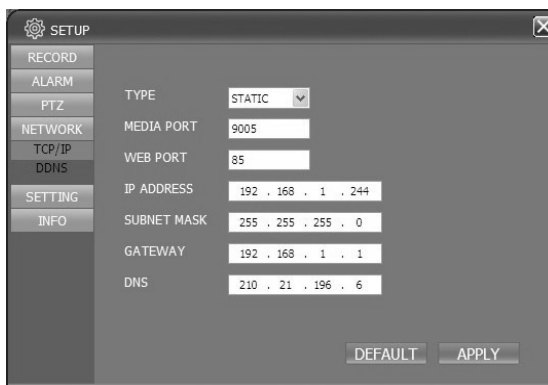 SETUP
RECORD
ALARM
PTZ
NETWORK
TCP/IP
DDNS
SETTING
INFO
TYPE STATIC
MEDIA PORT 9005
WEB PORT 85
IP ADDRESS 192 . 168 . 1 . 244
SUBNET MASK 255 . 255 . 255 . 0
GATEWAY 192 . 168 . 1 . 1
DNS 210 . 21 . 196 . 6
DEFAULT APPLY